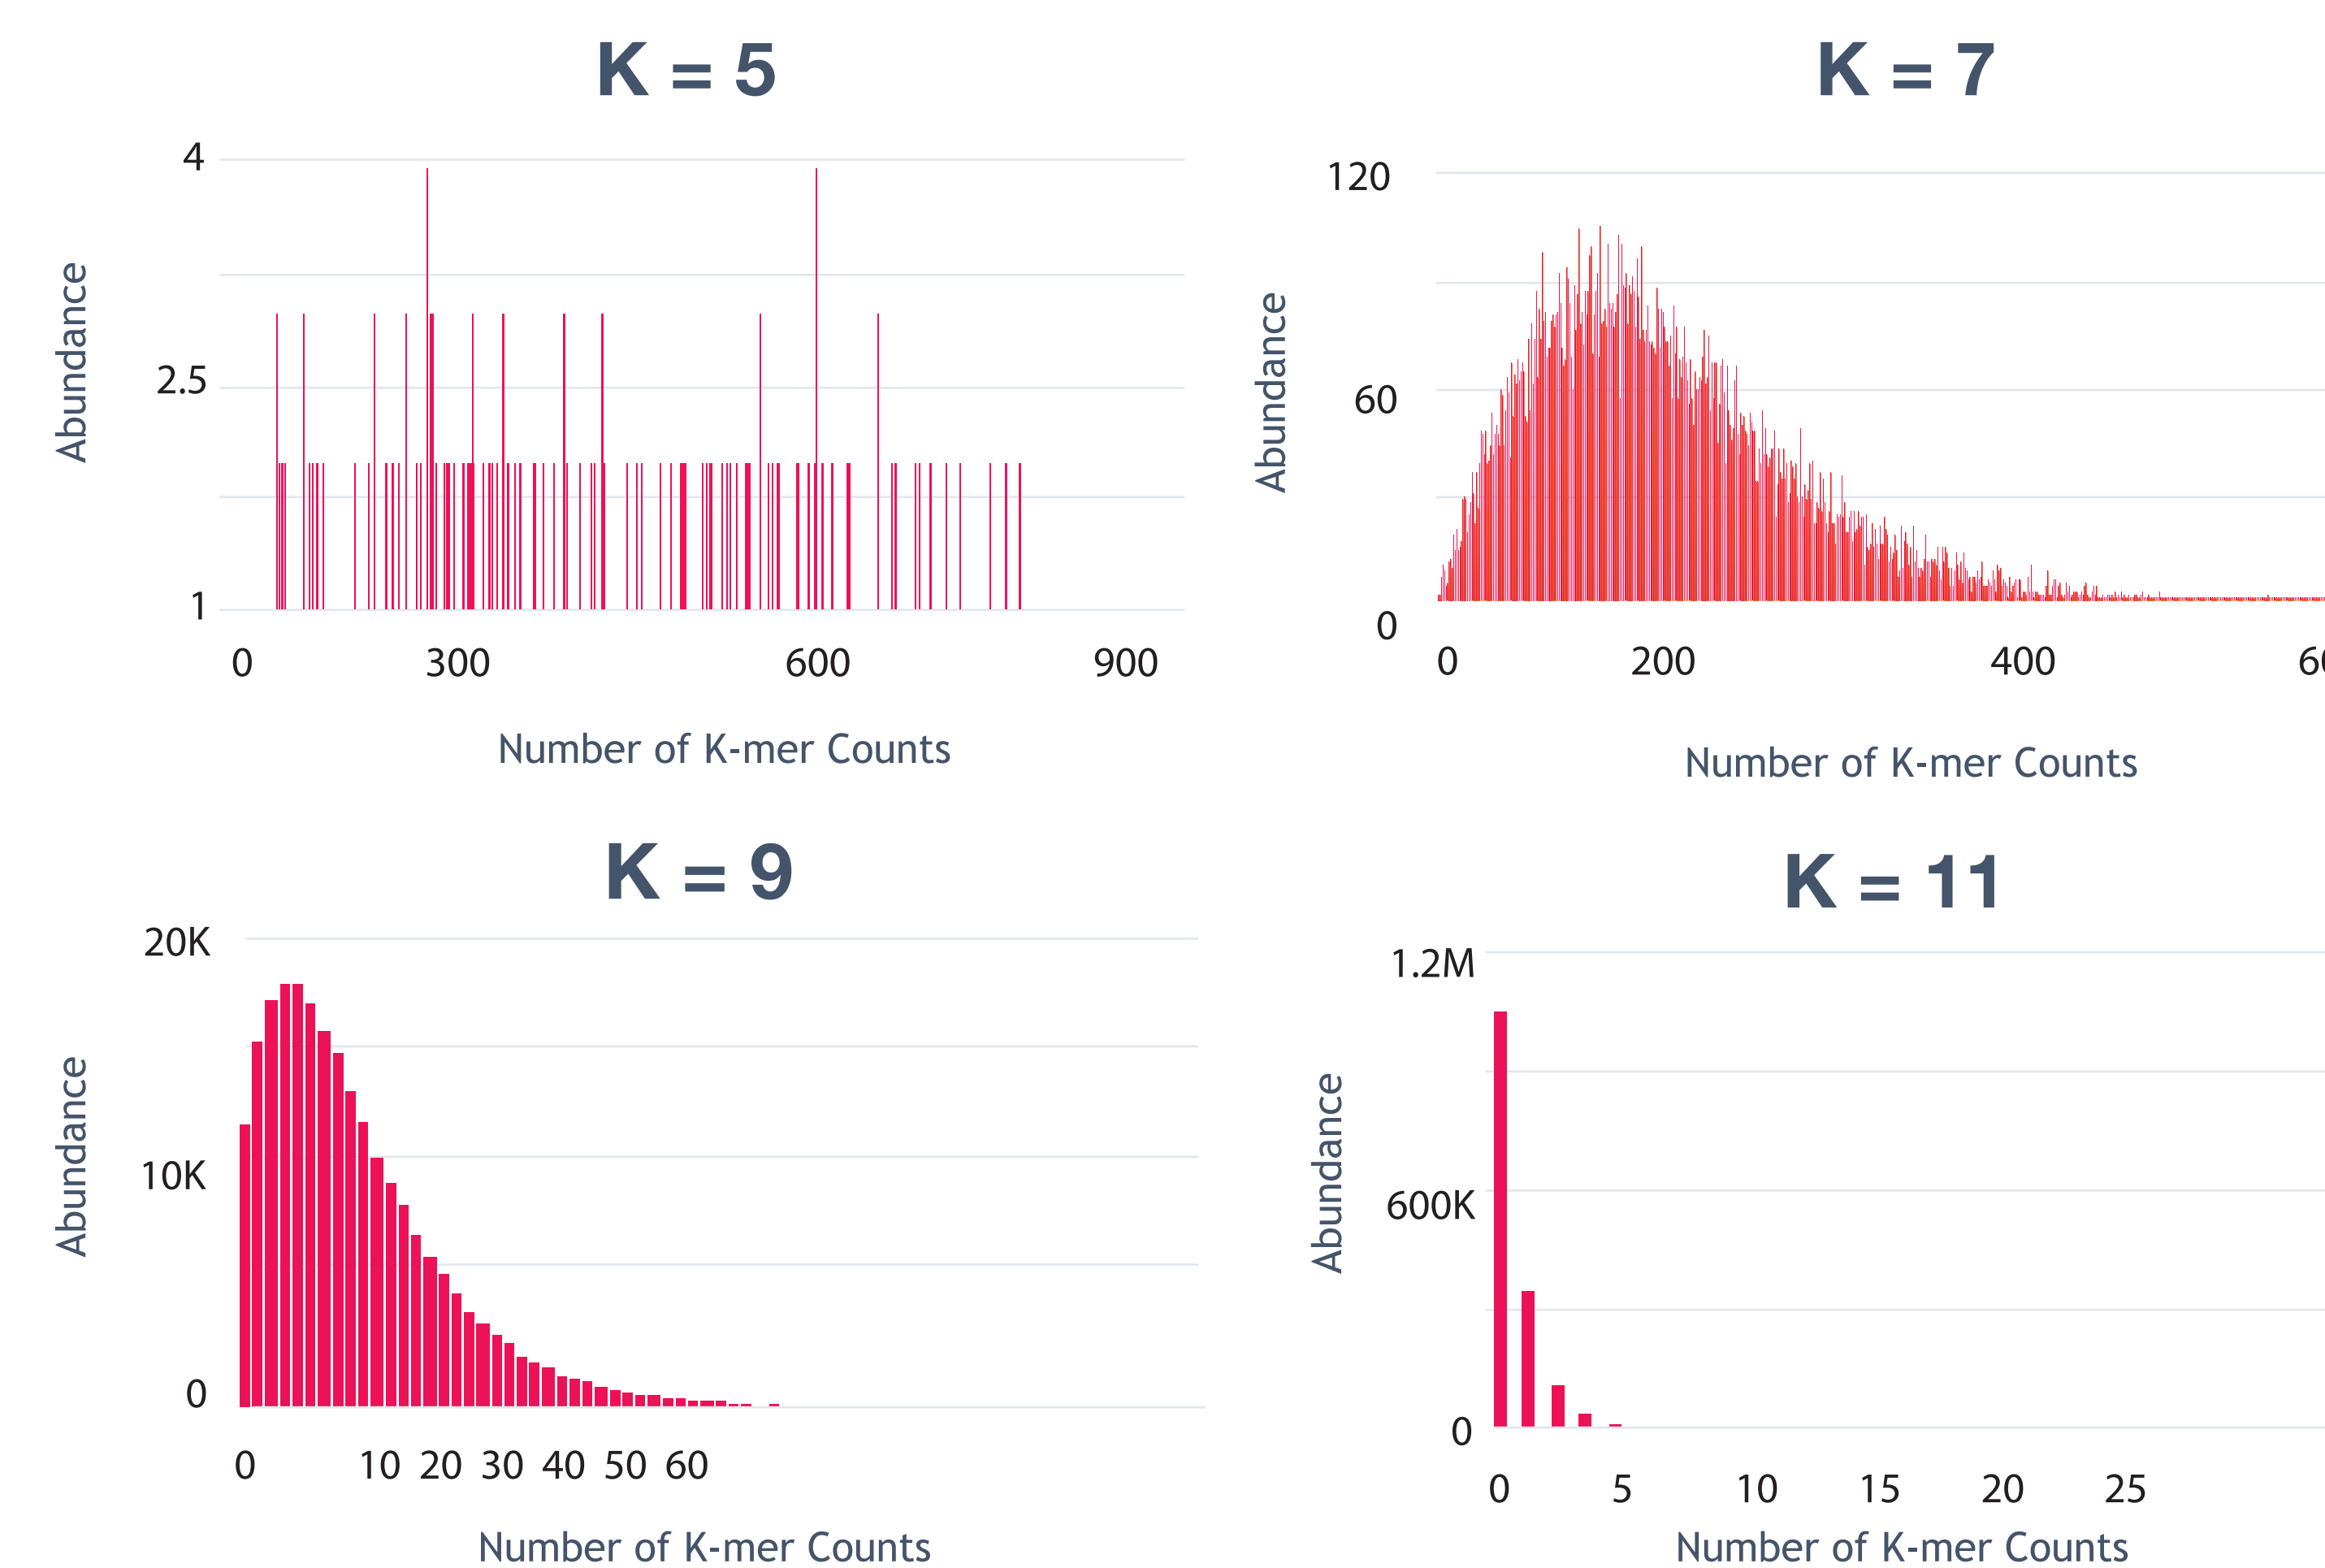 K = 5
4
2.5
1
Abundance
0 300 600 900
Number of K-mer Counts
K = 7
120
60
0
Abundance
0 200 400
Number of K-mer Counts
K = 9
20K
10K
0
Abundance
0 10 20 30 40 50 60
Number of K-mer Counts
K = 11
1.2M
600K
0
Abundance
0 5 10 15 20 25
Number of K-mer Counts